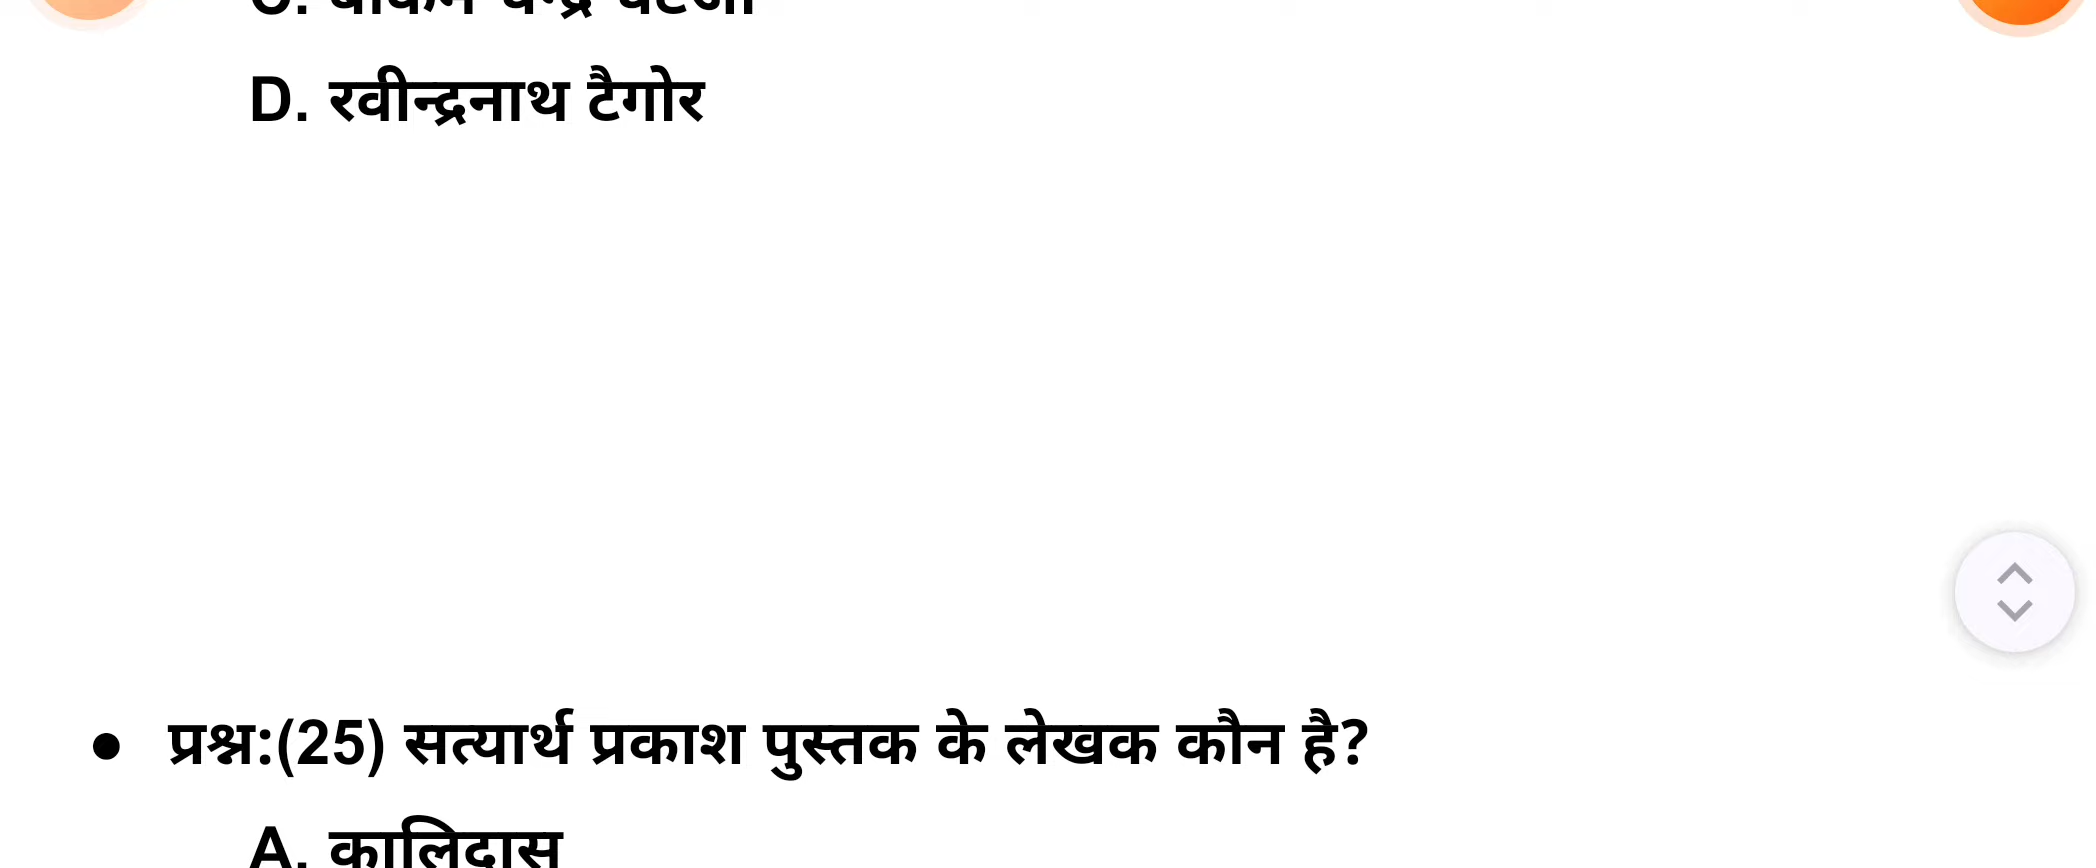 D. रवीन्द्रनाथ टैगोर
प्रश्न:(25) सत्यार्थ प्रकाश पुस्तक के लेखक कौन है?
A. कालिदास